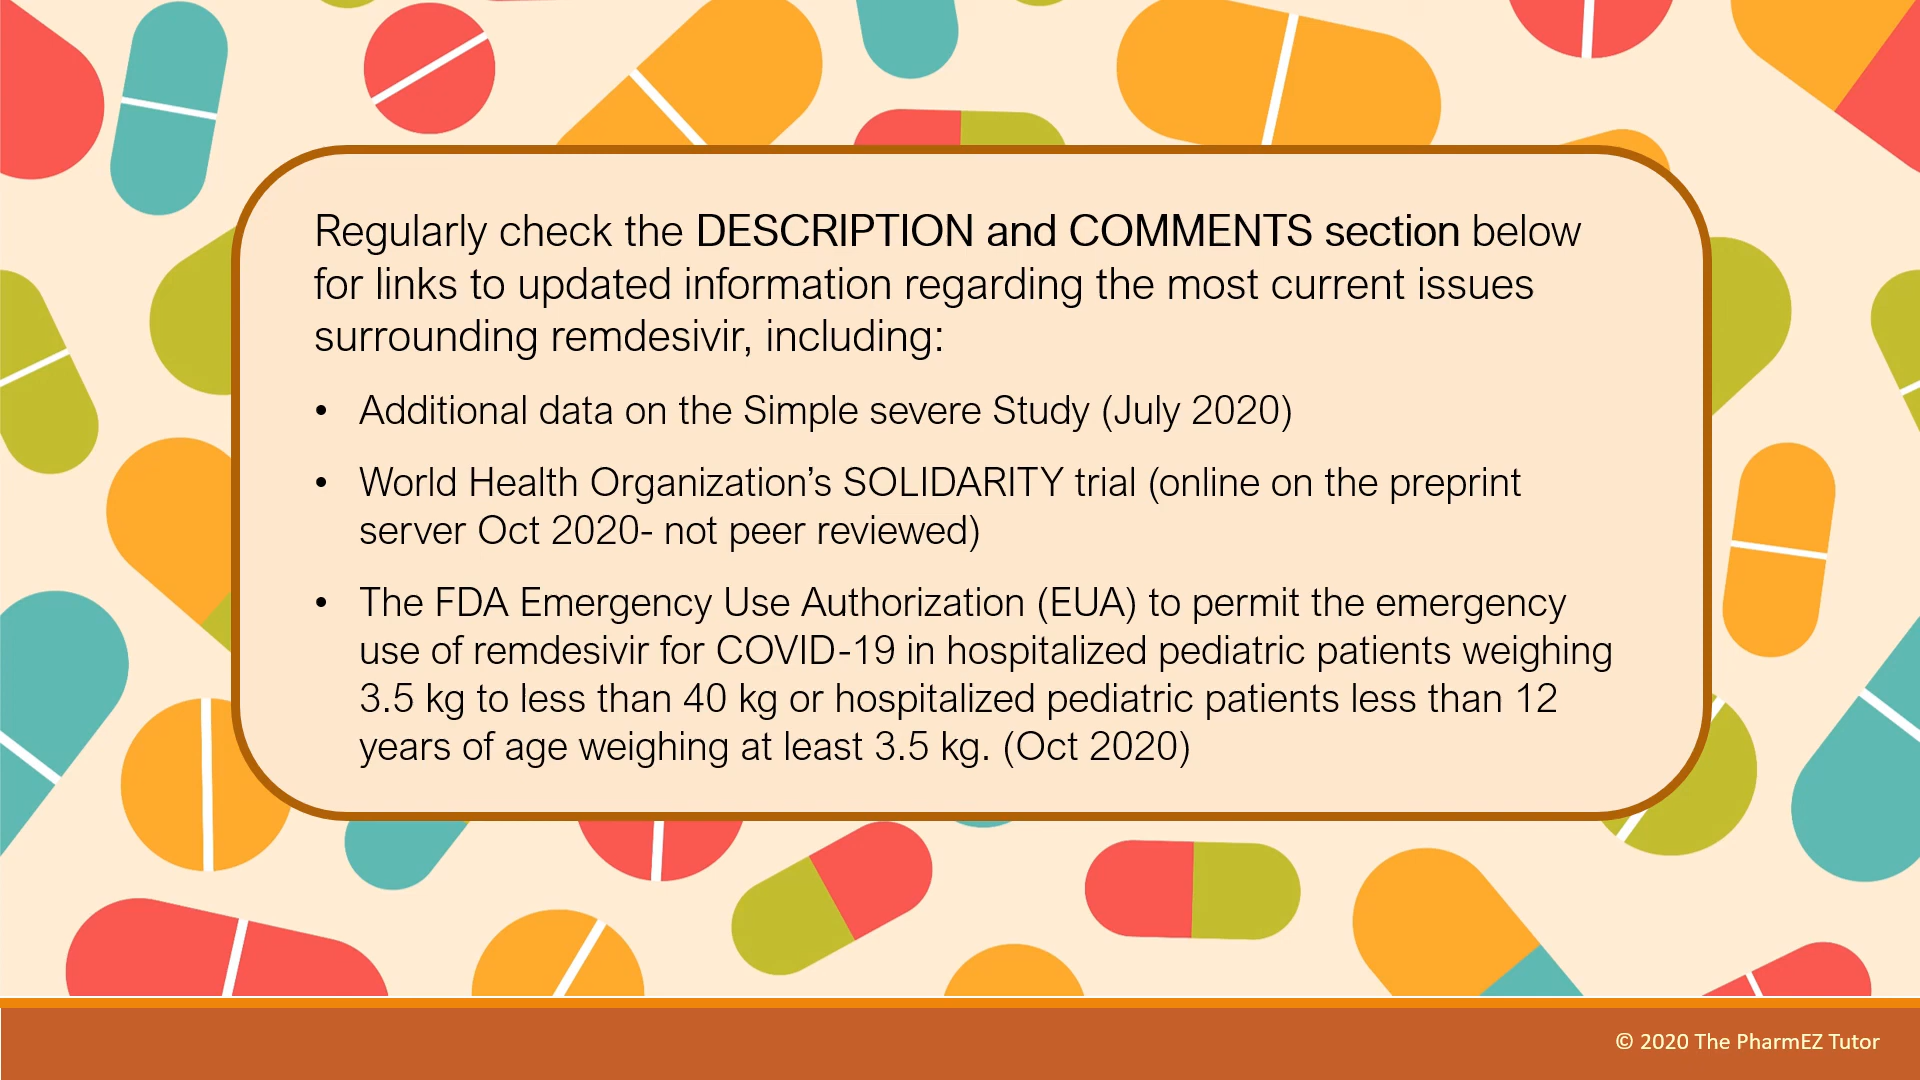 Regularly check the DESCRIPTION and COMMENTS section below
for links to updated information regarding the most current issues
surrounding remdesivir, including:
• Additional data on the Simple severe Study (July 2020)
• World Health Organization’s SOLIDARITY trial (online on the preprint
server Oct 2020- not peer reviewed)
• The FDA Emergency Use Authorization (EUA) to permit the emergency
use of remdesivir for COVID-19 in hospitalized pediatric patients weighing
3.5 kg to less than 40 kg or hospitalized pediatric patients less than 12
years of age weighing at least 3.5 kg. (Oct 2020)
© 2020 The PharmEZ Tutor